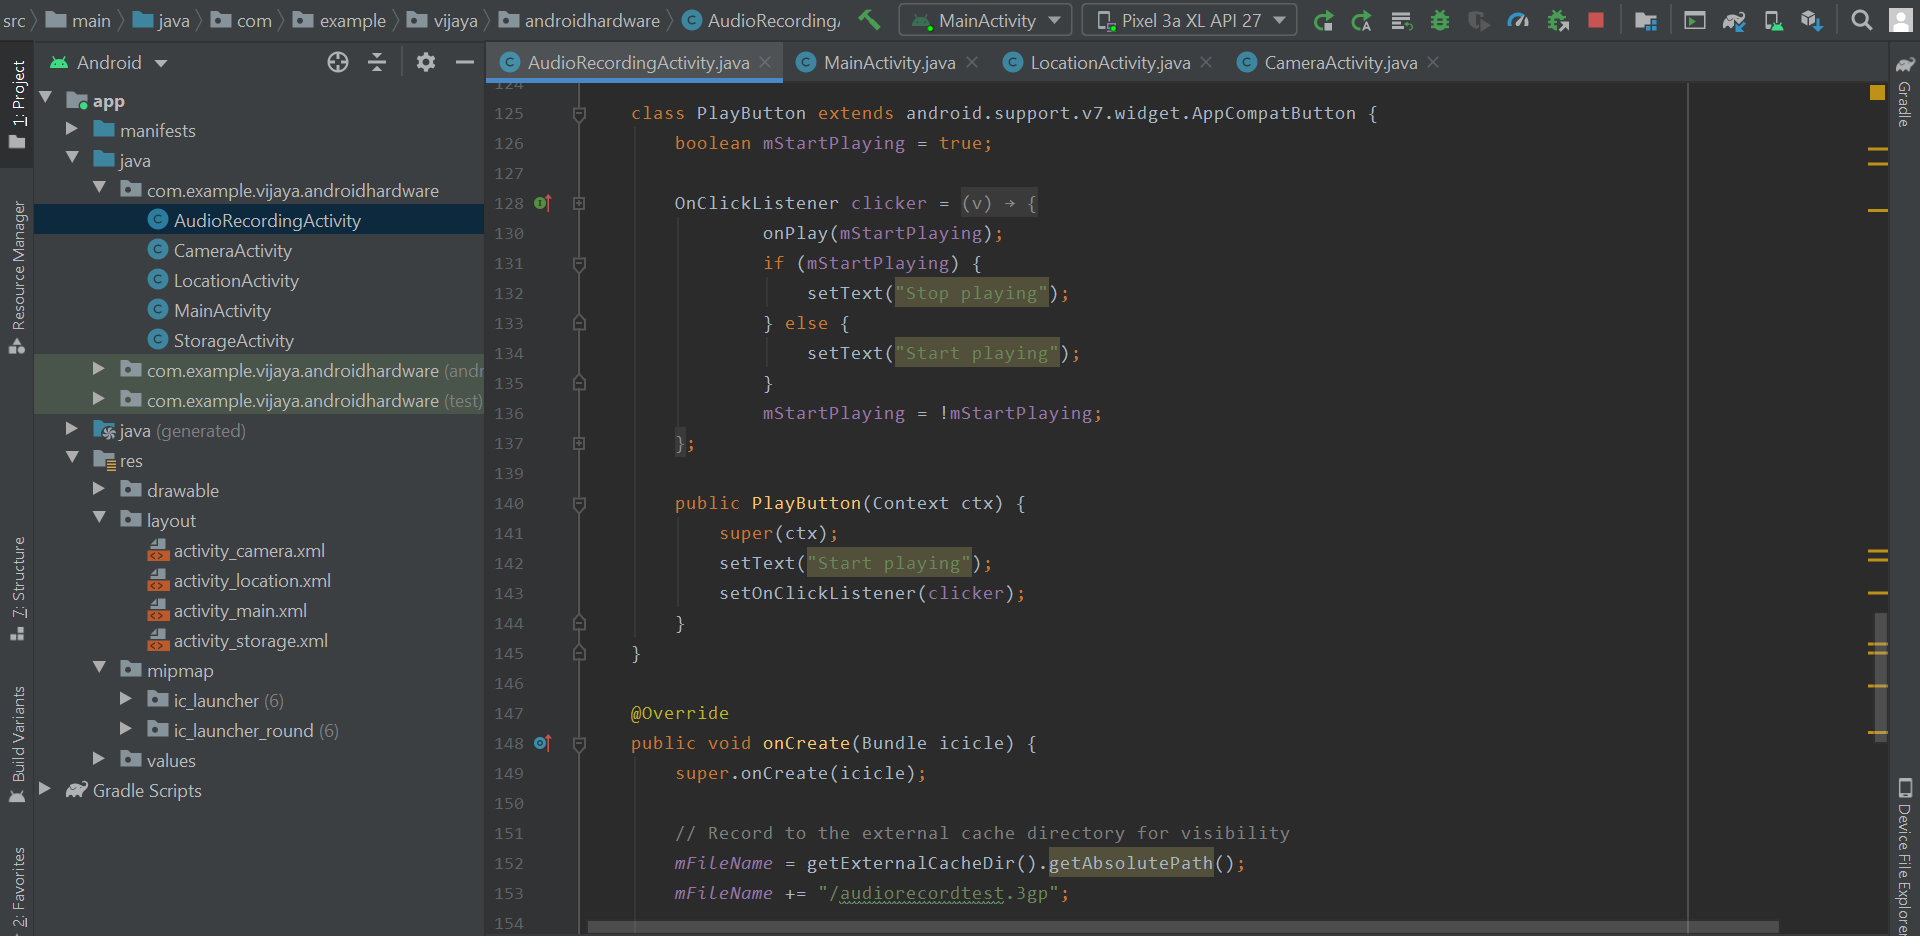 src main java com example vijaya androidhardware AudioRecording MainActivity Pixel 3a XL API 27
Android
AudioRecordingActivity.java MainActivity.java LocationActivity.java CameraActivity.java
1: Project
Resource Manager
7: Structure
Build Variants
2: Favorites
app
manifests
java
com.example.vijaya.androidhardware
AudioRecordingActivity
CameraActivity
LocationActivity
MainActivity
StorageActivity
com.example.vijaya.androidhardware (andr
com.example.vijaya.androidhardware (test)
java (generated)
res
drawable
layout
activity_camera.xml
activity_location.xml
activity_main.xml
activity_storage.xml
mipmap
ic_launcher (6)
ic_launcher_round (6)
values
Gradle Scripts
124
125 class PlayButton extends android.support.v7.widget.AppCompatButton {
126 boolean mStartPlaying = true;
127
128 OnClickListener clicker = (v) → {
130 onPlay(mStartPlaying);
131 if (mStartPlaying) {
132 setText("Stop playing");
133 } else {
134 setText("Start playing");
135 }
136 mStartPlaying = !mStartPlaying;
137 };
139
140 public PlayButton(Context ctx) {
141 super(ctx);
142 setText("Start playing");
143 setOnClickListener(clicker);
144 }
145 }
146
147 @Override
148 public void onCreate(Bundle icicle) {
149 super.onCreate(icicle);
150
151 // Record to the external cache directory for visibility
152 mFileName = getExternalCacheDir().getAbsolutePath();
153 mFileName += "/audiorecordtest.3gp";
154
Gradle
Device File Explorer